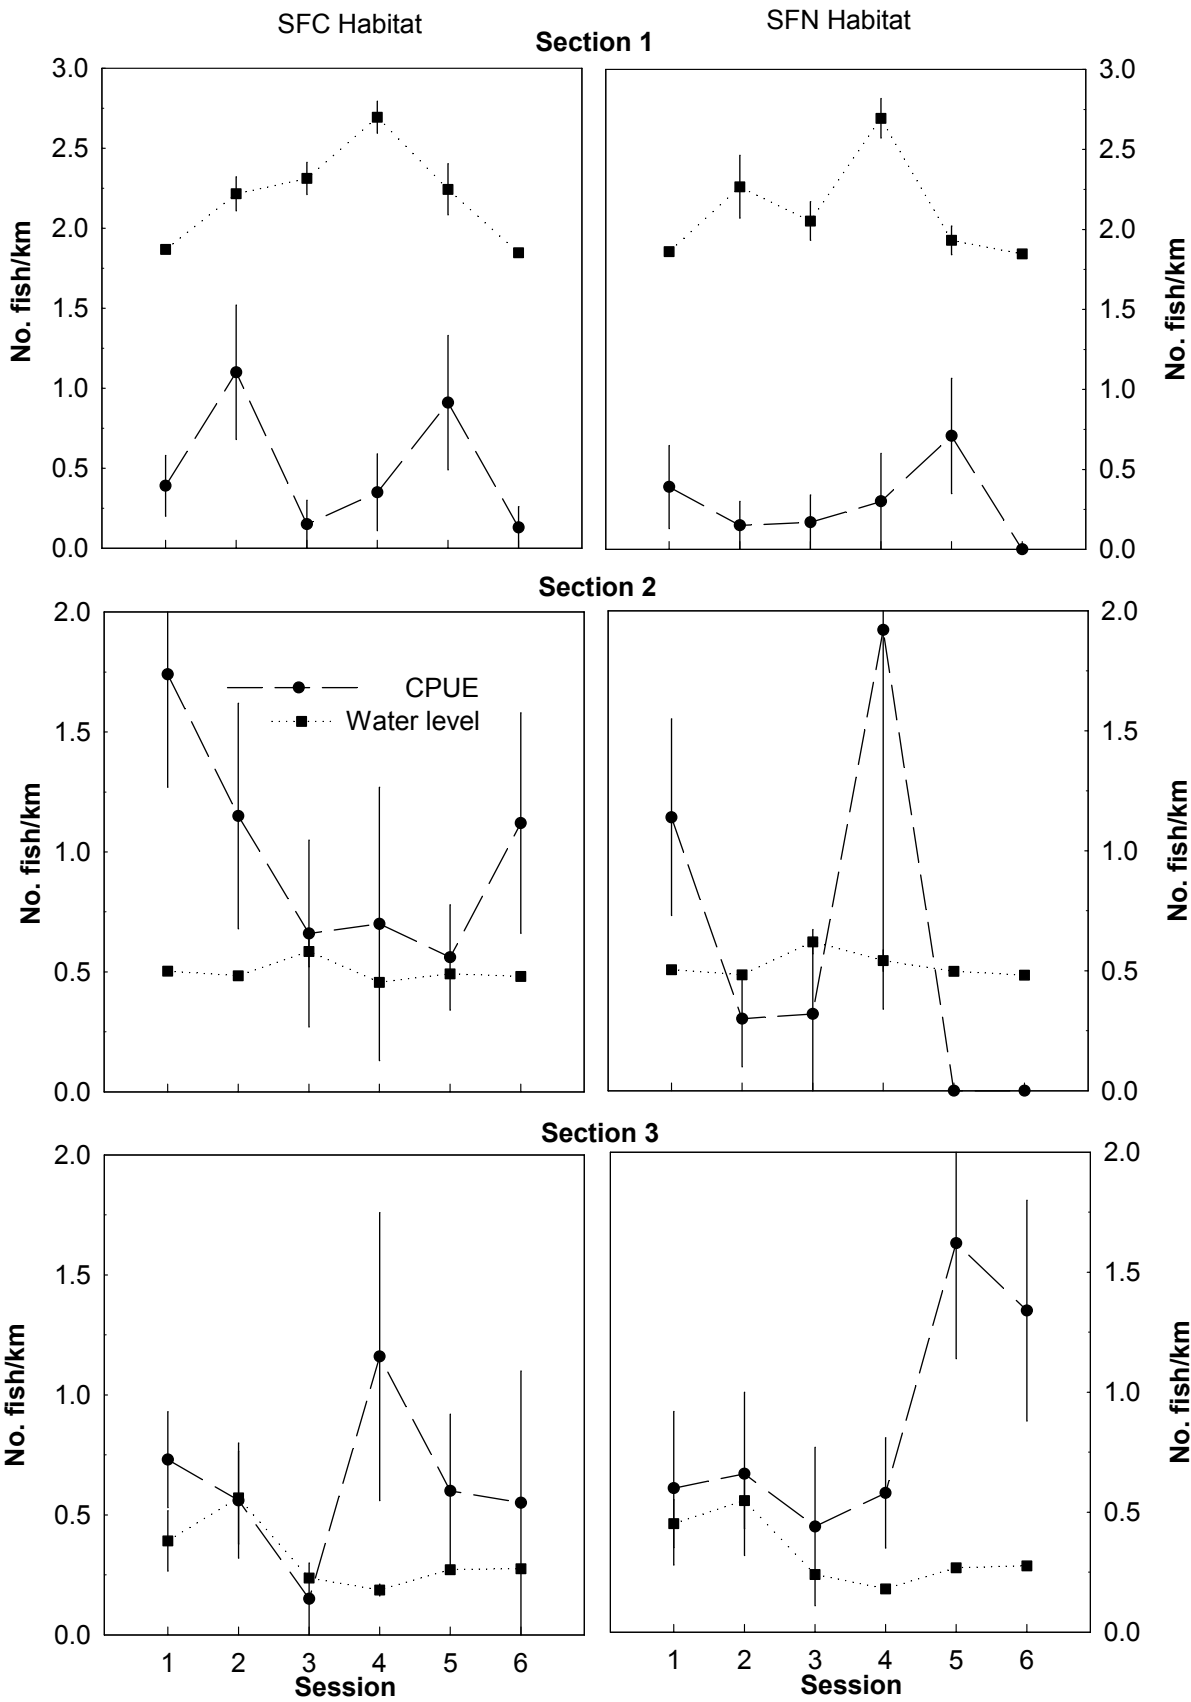 SFC Habitat
SFN Habitat
Section 1
3.0
2.5
2.0
1.5
1.0
0.5
0.0
No. fish/km
3.0
2.5
2.0
1.5
1.0
0.5
0.0
No. fish/km
Section 2
2.0
1.5
1.0
0.5
0.0
No. fish/km
CPUE
Water level
2.0
1.5
1.0
0.5
0.0
No. fish/km
Section 3
2.0
1.5
1.0
0.5
0.0
No. fish/km
2.0
1.5
1.0
0.5
0.0
No. fish/km
1 2 3 4 5 6
Session
1 2 3 4 5 6
Session